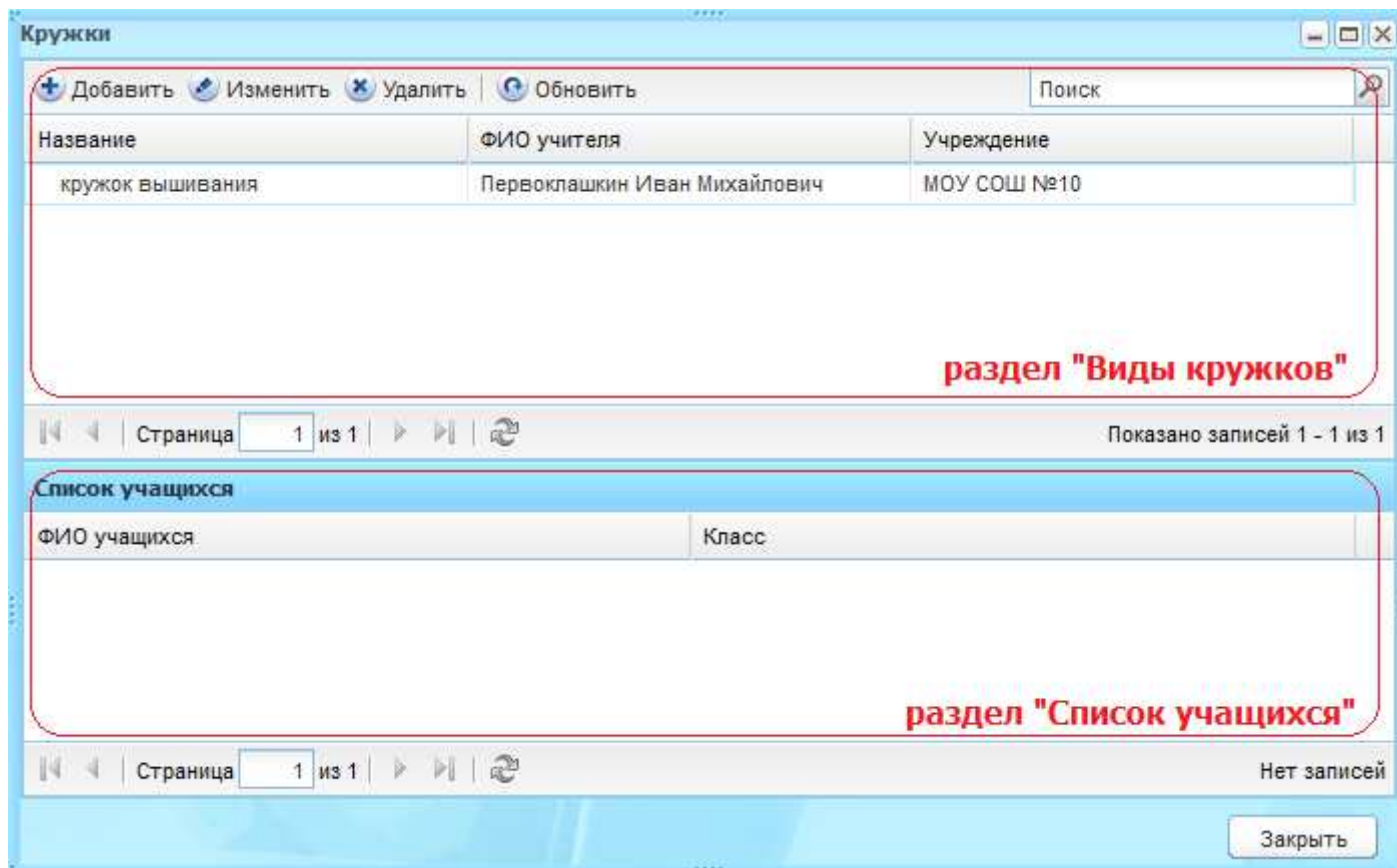 Кружки
Добавить Изменить Удалить Обновить Поиск
Название ФИО учителя Учреждение
кружок вышивания Первоклашкин Иван Михайлович МОУ СОШ №10
раздел "Виды кружков"
Страница 1 из 1 Показано записей 1 - 1 из 1
Список учащихся
ФИО учащихся Класс
раздел "Список учащихся"
Страница 1 из 1 Нет записей
Закрыть